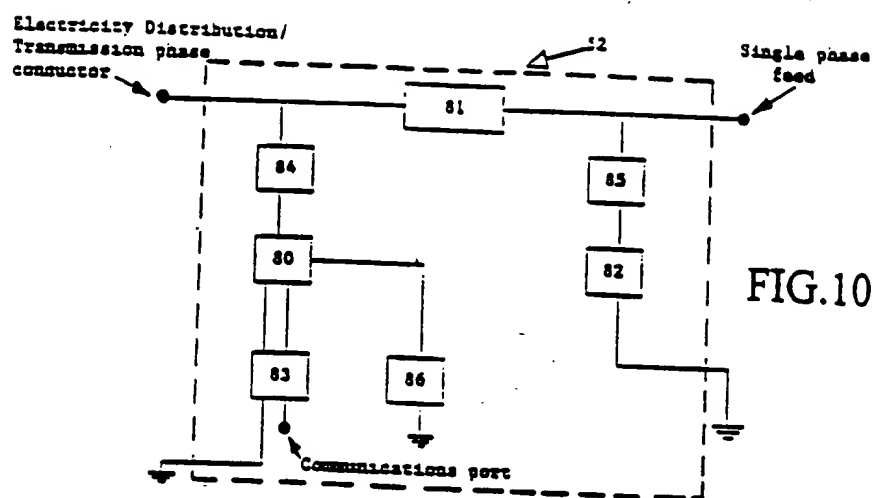 Electricity Distribution/
Transmission phase
conductor
52
Single phase
feed
81
84
85
80
82
FIG.10
83
86
Communications port